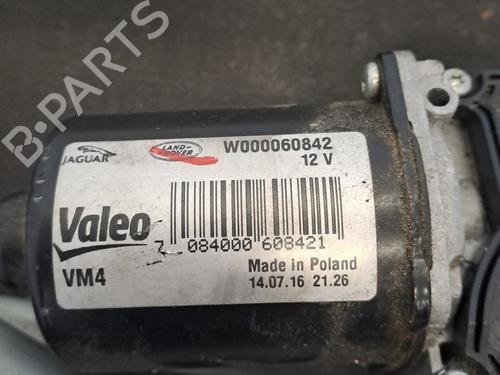 B-PARTS
JAGUAR
LAND-
ROVER
W000060842
12 V
Valeo
7 084000 608421
VM4
Made in Poland
14.07.16 21.26